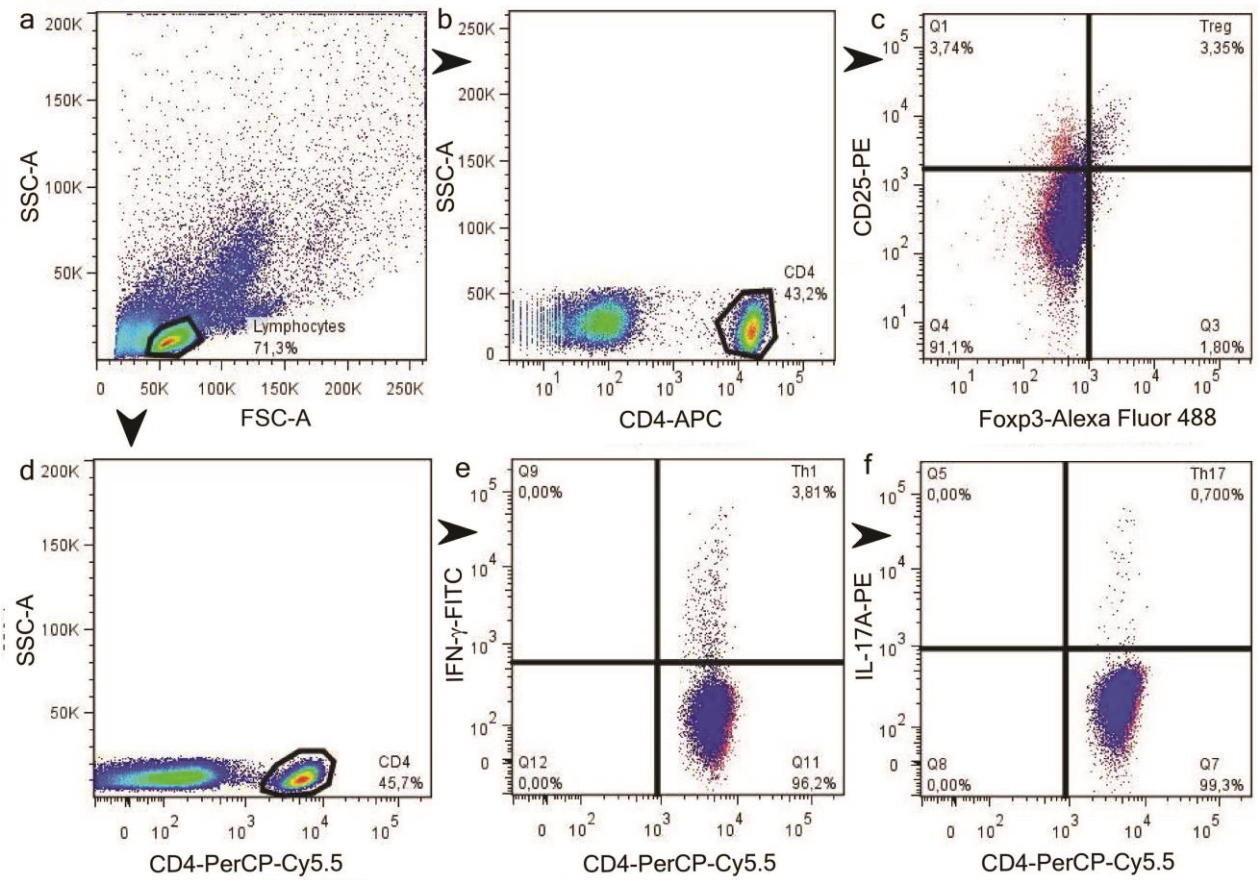 a
200K
150K
100K
50K
0
SSC-A
Lymphocytes
71,3%
0 50K 100K 150K 200K 250K
FSC-A
b
250K
200K
150K
100K
50K
0
SSC-A
CD4
43,2%
10¹ 10² 10³ 10⁴ 10⁵
CD4-APC
c
Q1
3,74%
Treg
3,35%
10⁵
10⁴
10³
10²
10¹
CD25-PE
Q4
91,1%
Q3
1,80%
10¹ 10² 10³ 10⁴ 10⁵
Foxp3-Alexa Fluor 488
d
200K
150K
100K
50K
SSC-A
CD4
45,7%
0 10² 10³ 10⁴ 10⁵
CD4-PerCP-Cy5.5
e
Q9
0,00%
Th1
3,81%
10⁵
10⁴
10³
10²
0
IFN-γ-FITC
Q12
0,00%
Q11
96,2%
0 10² 10³ 10⁴ 10⁵
CD4-PerCP-Cy5.5
f
Q5
0,00%
Th17
0,700%
10⁵
10⁴
10³
10²
0
IL-17A-PE
Q8
0,00%
Q7
99,3%
0 10² 10³ 10⁴ 10⁵
CD4-PerCP-Cy5.5